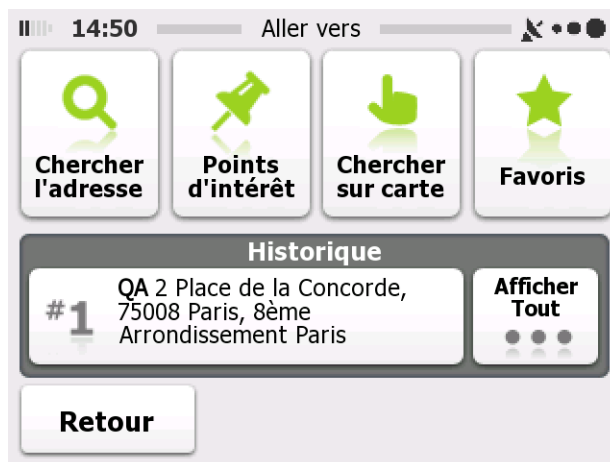 14:50 Aller vers
Chercher
l'adresse
Points
d'intérêt
Chercher
sur carte
Favoris
Historique
#1
QA 2 Place de la Concorde,
75008 Paris, 8ème
Arrondissement Paris
Afficher
Tout
Retour